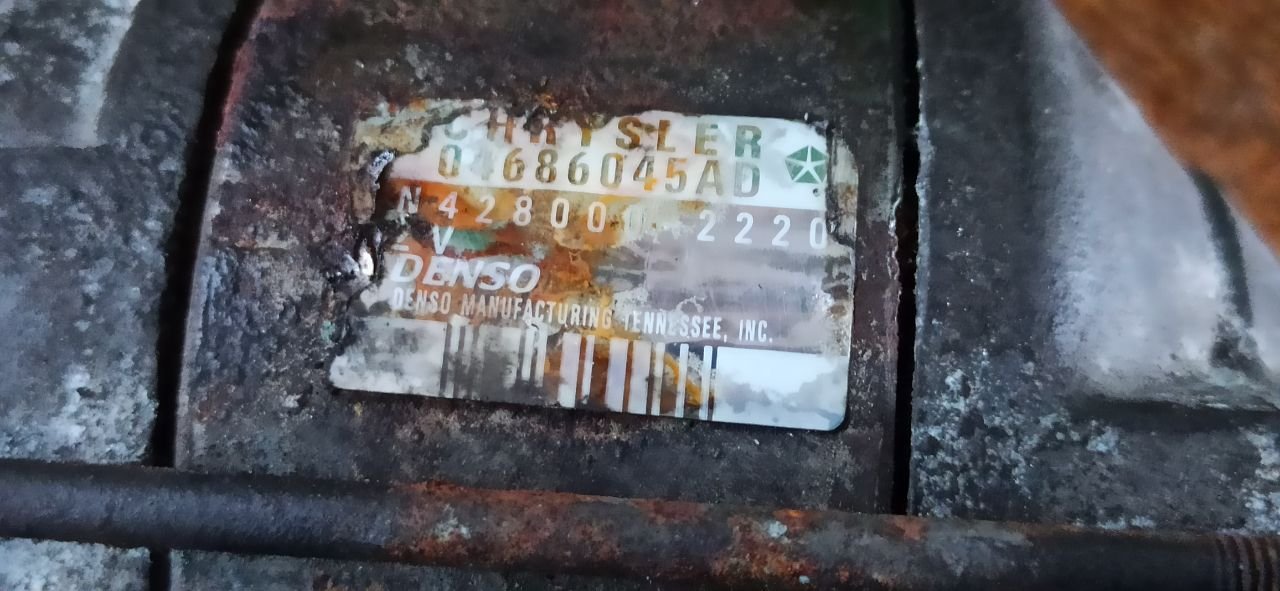 CHRYSLER
04686045AD
N428000 2220
V
DENSO
DENSO MANUFACTURING TENNESSEE, INC.